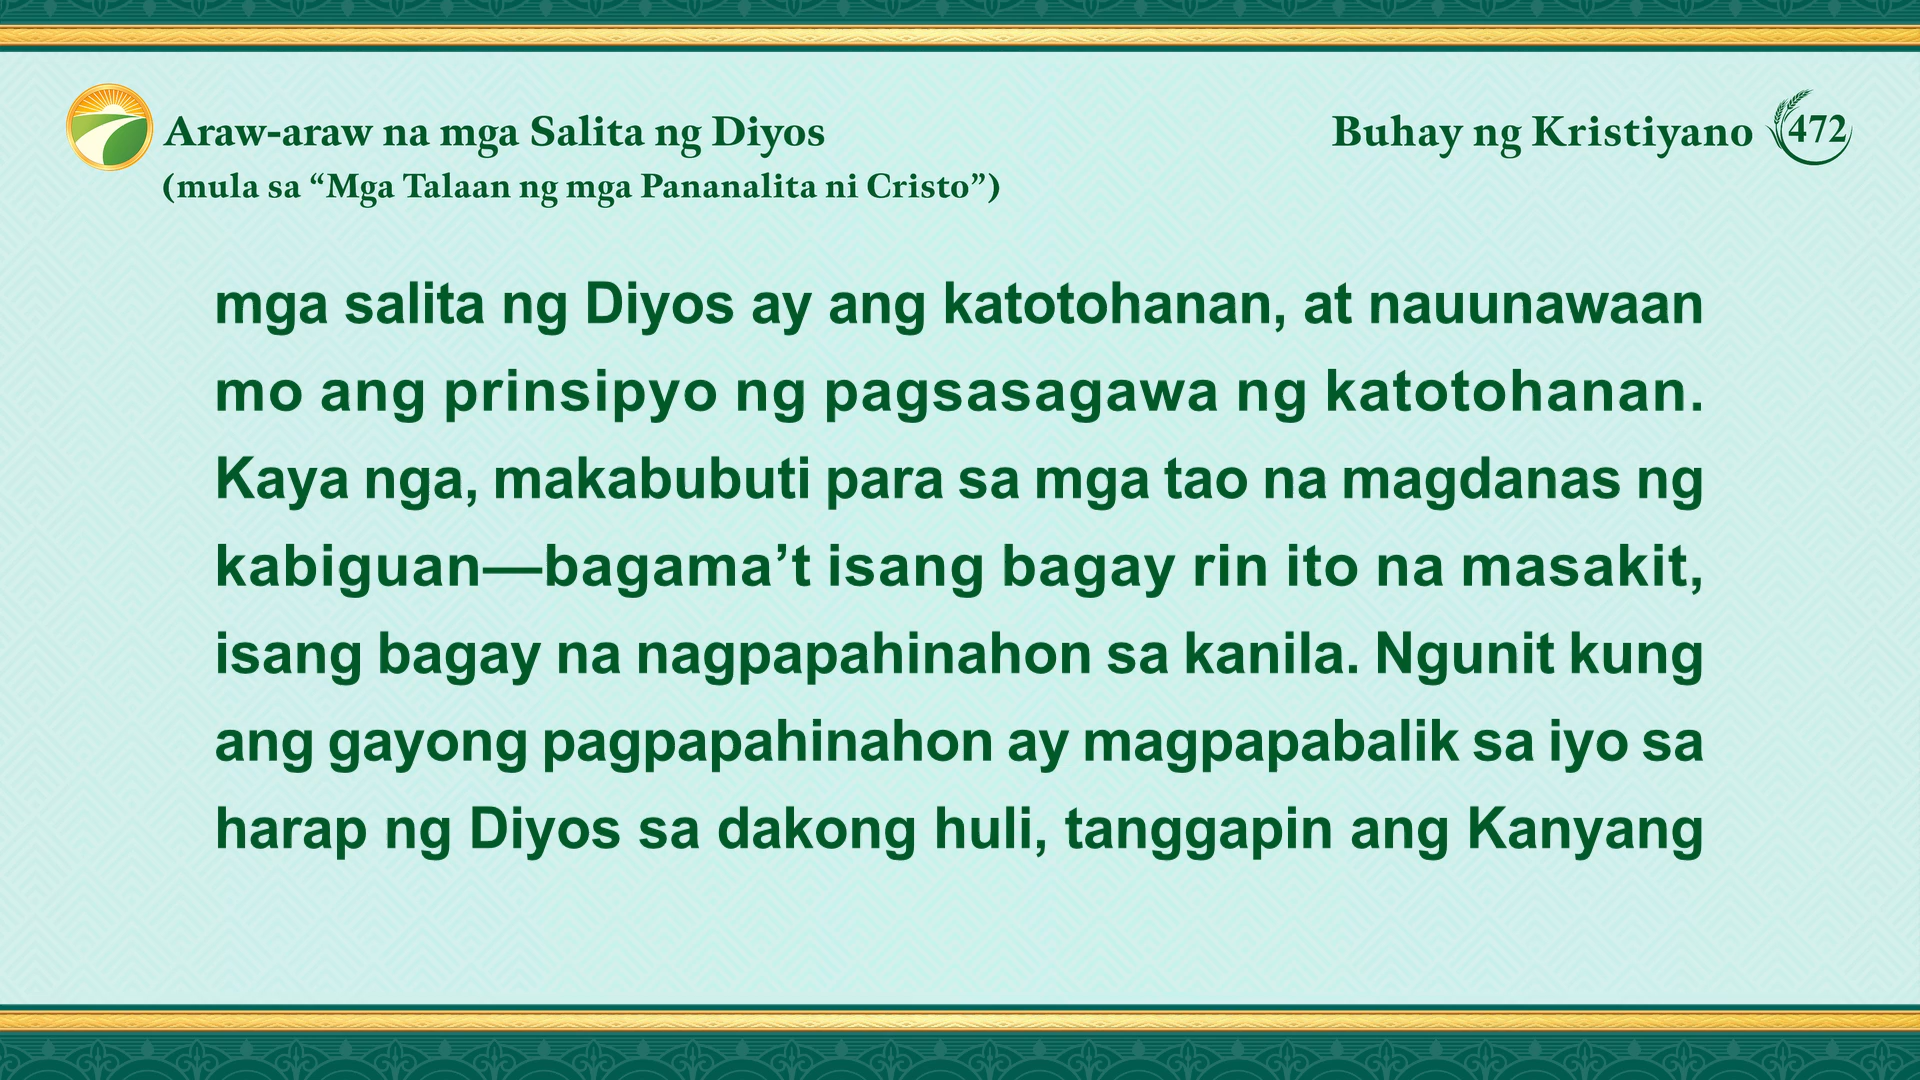 Araw-araw na mga Salita ng Diyos
(mula sa “Mga Talaan ng mga Pananalita ni Cristo”)
Buhay ng Kristiyano 472
mga salita ng Diyos ay ang katotohanan, at nauunawaan
mo ang prinsipyo ng pagsasagawa ng katotohanan.
Kaya nga, makabubuti para sa mga tao na magdanas ng
kabiguan—bagama’t isang bagay rin ito na masakit,
isang bagay na nagpapahinahon sa kanila. Ngunit kung
ang gayong pagpapahinahon ay magpapabalik sa iyo sa
harap ng Diyos sa dakong huli, tanggapin ang Kanyang